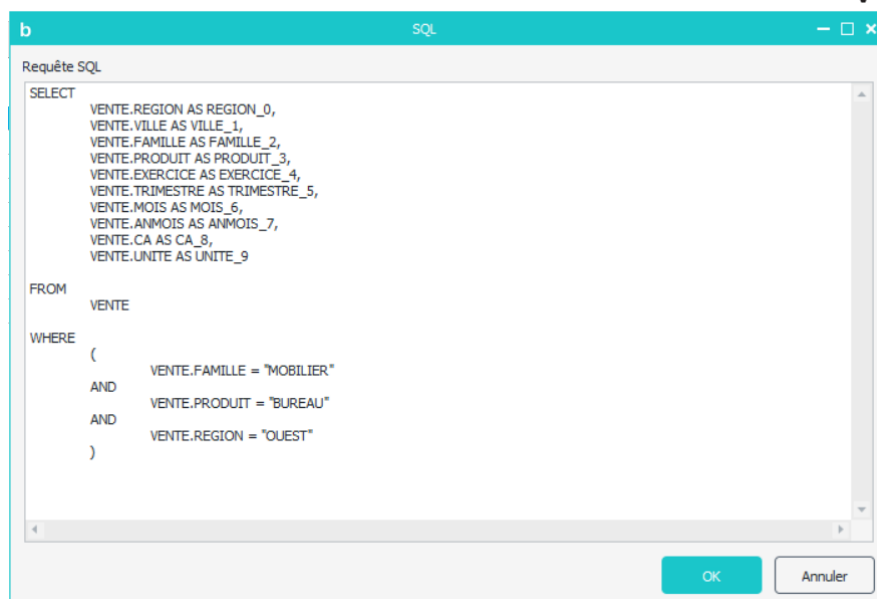 b
SQL
Requête SQL
SELECT
VENTE.REGION AS REGION_0,
VENTE.VILLE AS VILLE_1,
VENTE.FAMILLE AS FAMILLE_2,
VENTE.PRODUIT AS PRODUIT_3,
VENTE.EXERCICE AS EXERCICE_4,
VENTE.TRIMESTRE AS TRIMESTRE_5,
VENTE.MOIS AS MOIS_6,
VENTE.ANMOIS AS ANMOIS_7,
VENTE.CA AS CA_8,
VENTE.UNITE AS UNITE_9
FROM
VENTE
WHERE
(
VENTE.FAMILLE = "MOBILIER"
AND
VENTE.PRODUIT = "BUREAU"
AND
VENTE.REGION = "OUEST"
)
OK
Annuler